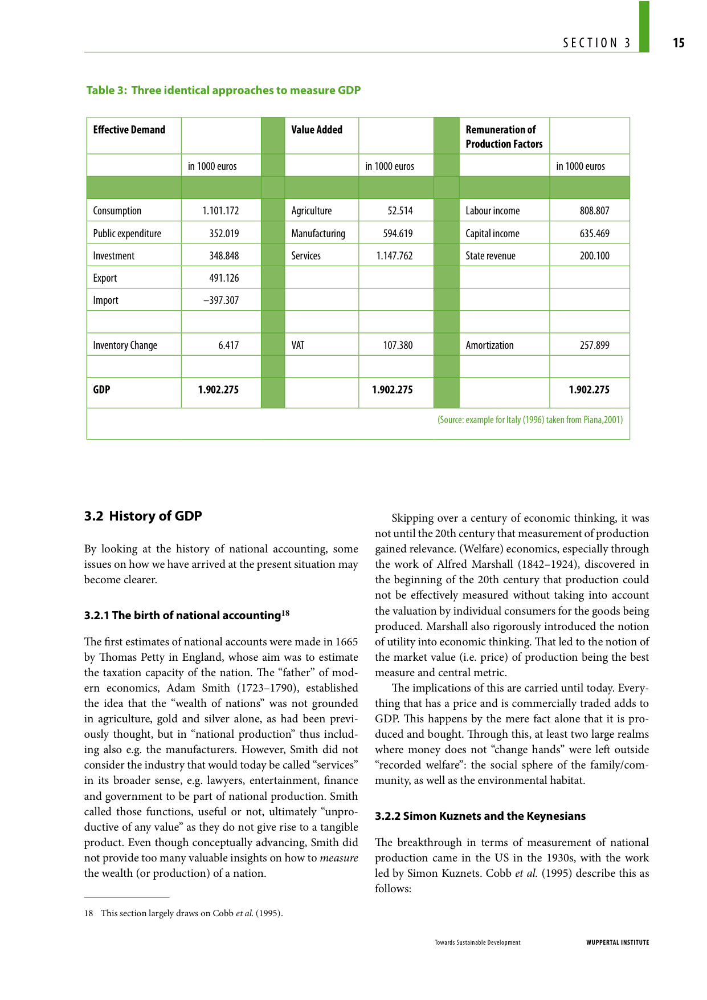 SECTION 3
15
Table 3: Three identical approaches to measure GDP
Effective Demand Value Added Remuneration of
Production Factors
in 1000 euros in 1000 euros in 1000 euros
Consumption 1.101.172 Agriculture 52.514 Labour income 808.807
Public expenditure 352.019 Manufacturing 594.619 Capital income 635.469
Investment 348.848 Services 1.147.762 State revenue 200.100
Export 491.126
Import –397.307
Inventory Change 6.417 VAT 107.380 Amortization 257.899
GDP 1.902.275 1.902.275 1.902.275
(Source: example for Italy (1996) taken from Piana,2001)
3.2 History of GDP
By looking at the history of national accounting, some
issues on how we have arrived at the present situation may
become clearer.
3.2.1 The birth of national accounting18
The first estimates of national accounts were made in 1665
by Thomas Petty in England, whose aim was to estimate
the taxation capacity of the nation. The “father” of mod-
ern economics, Adam Smith (1723–1790), established
the idea that the “wealth of nations” was not grounded
in agriculture, gold and silver alone, as had been previ-
ously thought, but in “national production” thus includ-
ing also e.g. the manufacturers. However, Smith did not
consider the industry that would today be called “services”
in its broader sense, e.g. lawyers, entertainment, finance
and government to be part of national production. Smith
called those functions, useful or not, ultimately “unpro-
ductive of any value” as they do not give rise to a tangible
product. Even though conceptually advancing, Smith did
not provide too many valuable insights on how to measure
the wealth (or production) of a nation.
18 This section largely draws on Cobb et al. (1995).
Skipping over a century of economic thinking, it was
not until the 20th century that measurement of production
gained relevance. (Welfare) economics, especially through
the work of Alfred Marshall (1842–1924), discovered in
the beginning of the 20th century that production could
not be effectively measured without taking into account
the valuation by individual consumers for the goods being
produced. Marshall also rigorously introduced the notion
of utility into economic thinking. That led to the notion of
the market value (i.e. price) of production being the best
measure and central metric.
The implications of this are carried until today. Every-
thing that has a price and is commercially traded adds to
GDP. This happens by the mere fact alone that it is pro-
duced and bought. Through this, at least two large realms
where money does not “change hands” were left outside
“recorded welfare”: the social sphere of the family/com-
munity, as well as the environmental habitat.
3.2.2 Simon Kuznets and the Keynesians
The breakthrough in terms of measurement of national
production came in the US in the 1930s, with the work
led by Simon Kuznets. Cobb et al. (1995) describe this as
follows:
Towards Sustainable Development
WUPPERTAL INSTITUTE